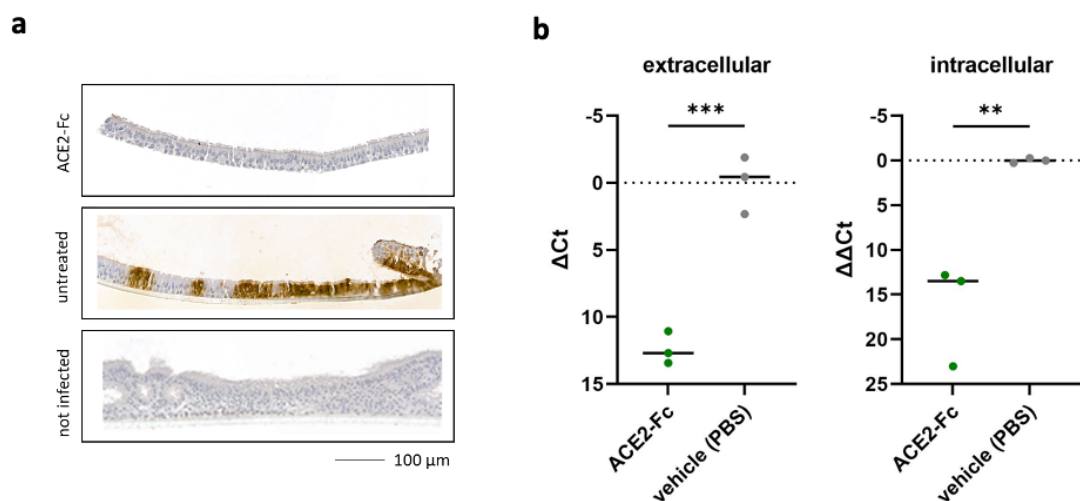 a
ACE2-Fc
untreated
not infected
100 µm
b
extracellular
***
-5
0
5
10
15
ΔCt
ACE2-Fc
vehicle (PBS)
intracellular
**
-5
0
5
10
15
20
25
ΔΔCt
ACE2-Fc
vehicle (PBS)